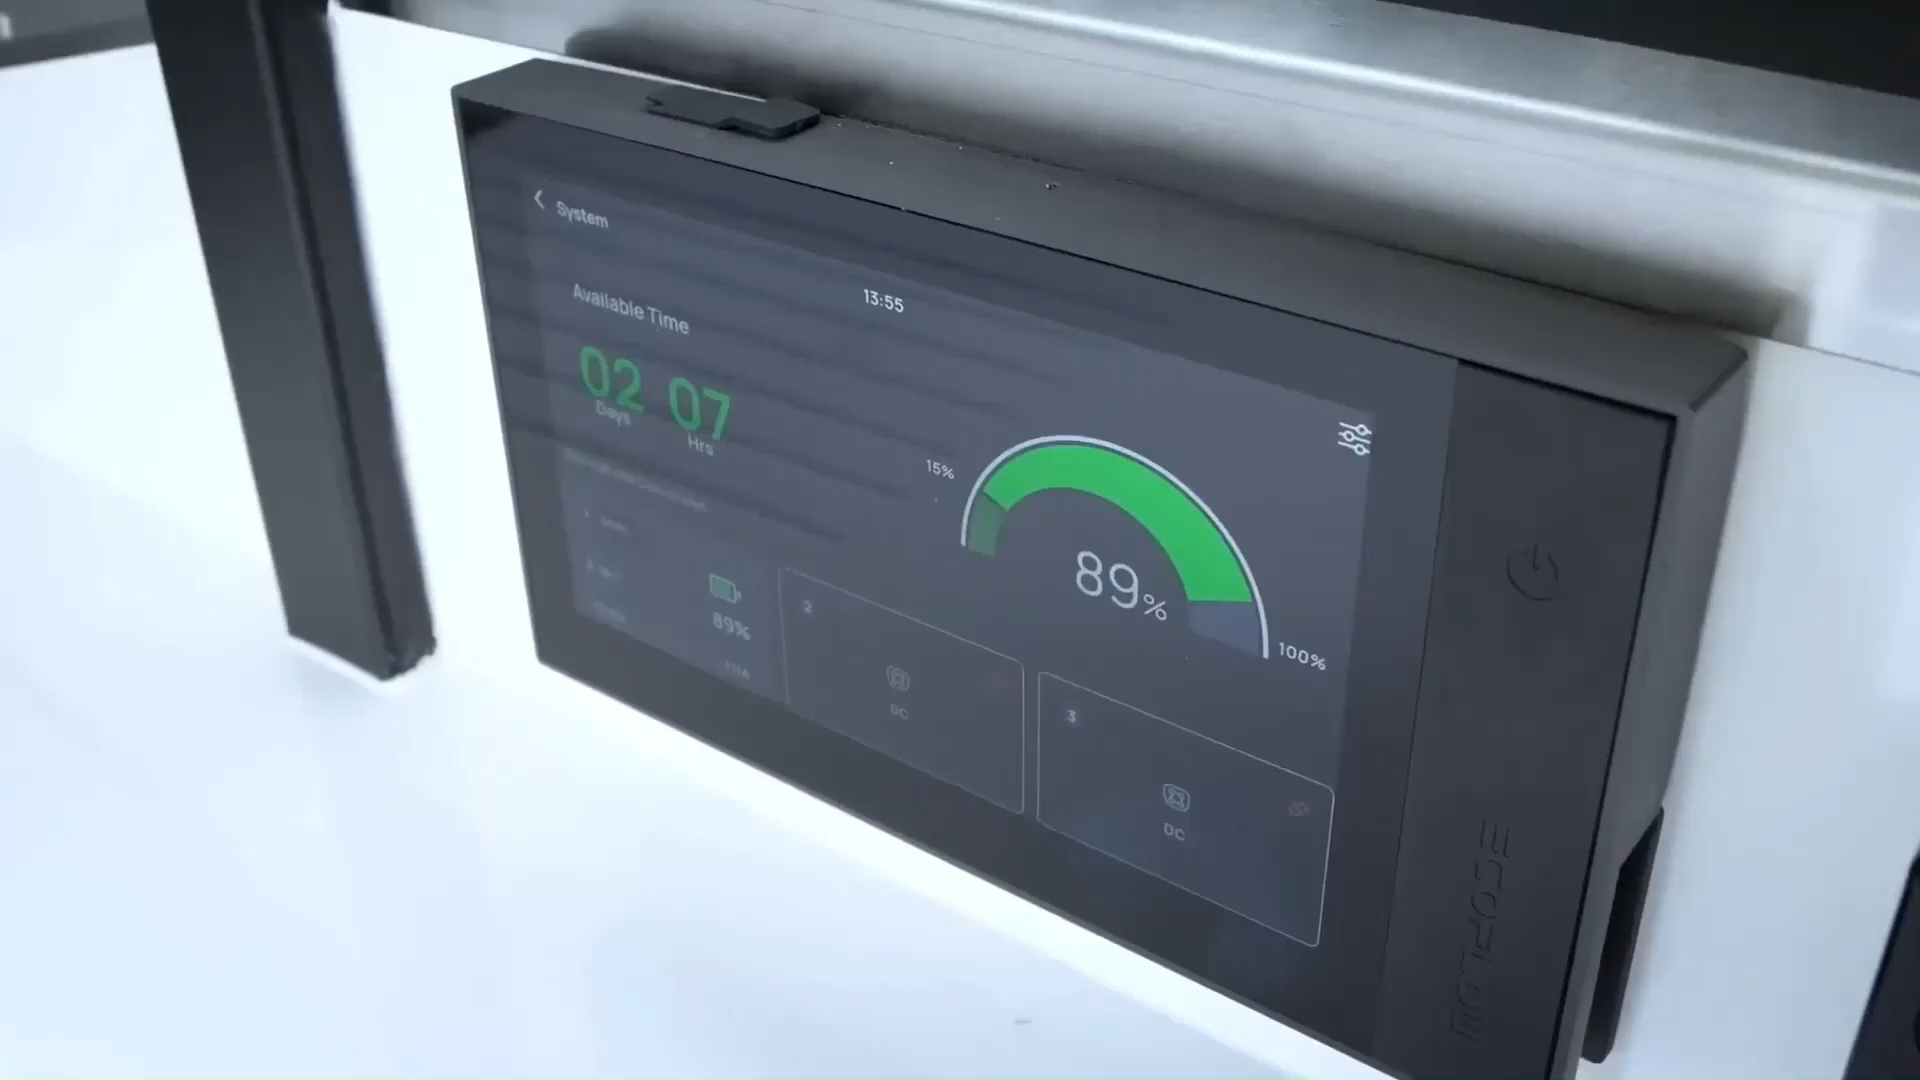 System
13:55
Available Time
02 07
Days Hrs
15%
89%
100%
89%
2
DC
3
DC
ECOFLOW